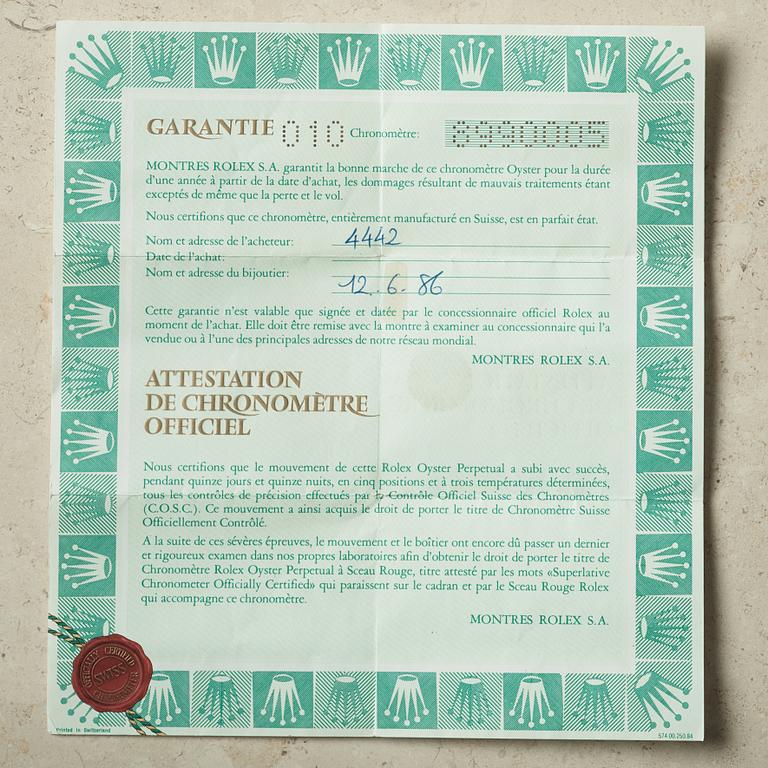 GARANTIE 010 Chronomètre:
MONTRES ROLEX S.A. garantit la bonne marche de ce chronomètre Oyster pour la durée
d'une année à partir de la date d'achat, les dommages résultant de mauvais traitements étant
exceptés de même que la perte et le vol.
Nous certifions que ce chronomètre, entièrement manufacturé en Suisse, est en parfait état.
Nom et adresse de l'acheteur: 4442
Date de l'achat:
Nom et adresse du bijoutier: 12.6.86
Cette garantie n'est valable que signée et datée par le concessionnaire officiel Rolex au
moment de l'achat. Elle doit être remise avec la montre à examiner au concessionnaire qui l'a
vendue ou à l'une des principales adresses de notre réseau mondial.
MONTRES ROLEX S.A.
ATTESTATION
DE CHRONOMÈTRE
OFFICIEL
Nous certifions que le mouvement de cette Rolex Oyster Perpetual a subi avec succès,
pendant quinze jours et quinze nuits, en cinq positions et à trois températures déterminées,
tous les contrôles de précision effectués par le Contrôle Officiel Suisse des Chronomètres
(C.O.S.C.). Ce mouvement a ainsi acquis le droit de porter le titre de Chronomètre Suisse
Officiellement Contrôlé.
A la suite de ces sévères épreuves, le mouvement et le boîtier ont encore dû passer un dernier
et rigoureux examen dans nos propres laboratoires afin d'obtenir le droit de porter le titre de
Chronomètre Rolex Oyster Perpetual à Sceau Rouge, titre attesté par les mots «Superlative
Chronometer Officially Certified» qui paraissent sur le cadran et par le Sceau Rouge Rolex
qui accompagne ce chronomètre.
MONTRES ROLEX S.A.
OFFICIALLY CERTIFIED
SWISS
CHRONOMETER
Printed in Switzerland
574.00.250.84